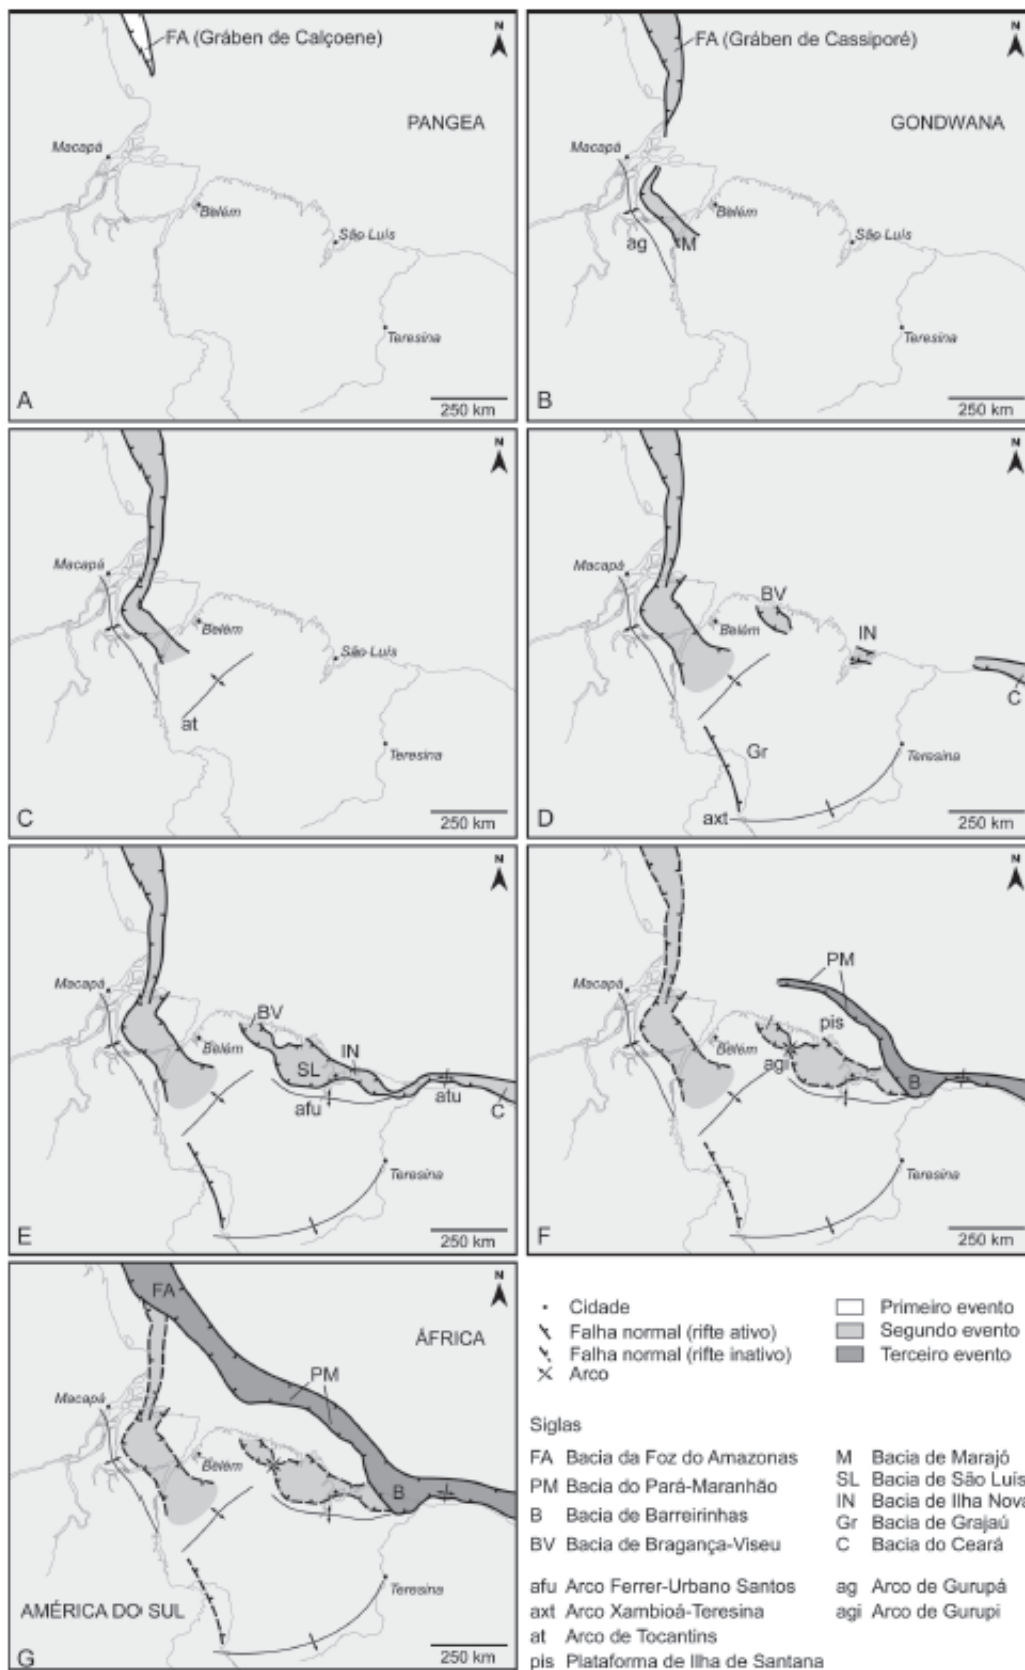 N
FA (Gráben de Calçoene)
PANGEA
Macapá
Belém
São Luís
Teresina
A
250 km
N
FA (Gráben de Cassiporé)
GONDWANA
Macapá
Belém
ag
M
São Luís
Teresina
B
250 km
N
Macapá
Belém
São Luís
at
Teresina
C
250 km
N
Macapá
BV
Belém
IN
C
Gr
Teresina
axt
D
250 km
N
Macapá
BV
Belém
IN
SL
afu
atu
C
Teresina
E
250 km
N
PM
Macapá
pis
Belém
agi
B
Teresina
F
250 km
N
FA
ÁFRICA
PM
Macapá
Belém
B
Teresina
AMÉRICA DO SUL
G
250 km
Cidade
Falha normal (rifte ativo)
Falha normal (rifte inativo)
Arco
Primeiro evento
Segundo evento
Terceiro evento
Siglas
FA Bacia da Foz do Amazonas
PM Bacia do Pará-Maranhão
B Bacia de Barreirinhas
BV Bacia de Bragança-Viseu
M Bacia de Marajó
SL Bacia de São Luís
IN Bacia de Ilha Nova
Gr Bacia de Grajaú
C Bacia do Ceará
afu Arco Ferrer-Urbano Santos
axt Arco Xambioá-Teresina
at Arco de Tocantins
pis Plataforma de Ilha de Santana
ag Arco de Gurupá
agi Arco de Gurupi